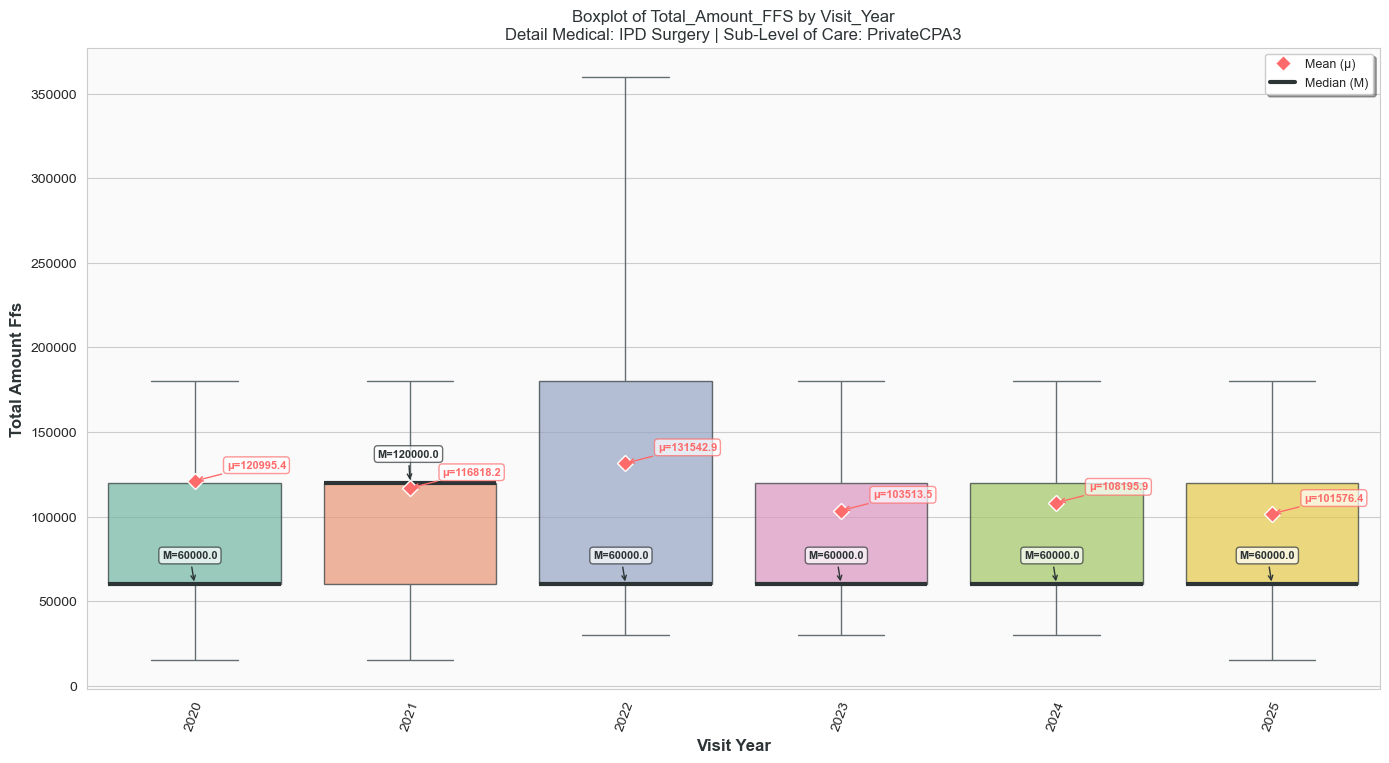 Boxplot of Total_Amount_FFS by Visit_Year
Detail Medical: IPD Surgery | Sub-Level of Care: PrivateCPA3
Mean (μ)
Median (M)
Total Amount Ffs
350000
300000
250000
200000
150000
100000
50000
0
μ=120995.4
M=60000.0
M=120000.0
μ=116818.2
μ=131542.9
M=60000.0
μ=103513.5
M=60000.0
μ=108195.9
M=60000.0
μ=101576.4
M=60000.0
2020
2021
2022
2023
2024
2025
Visit Year